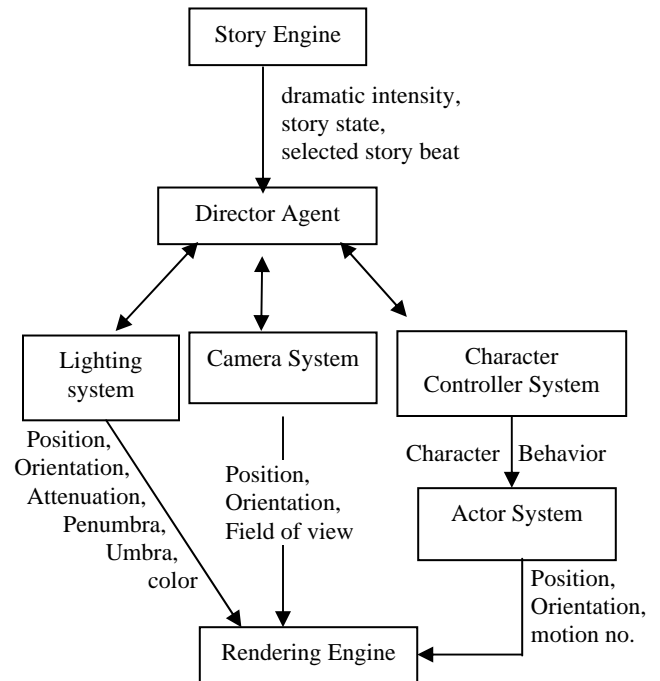 Story Engine
dramatic intensity,
story state,
selected story beat
Director Agent
Lighting
system
Camera System
Character
Controller System
Position,
Orientation,
Attenuation,
Penumbra,
Umbra,
color
Position,
Orientation,
Field of view
Character Behavior
Actor System
Position,
Orientation,
motion no.
Rendering Engine